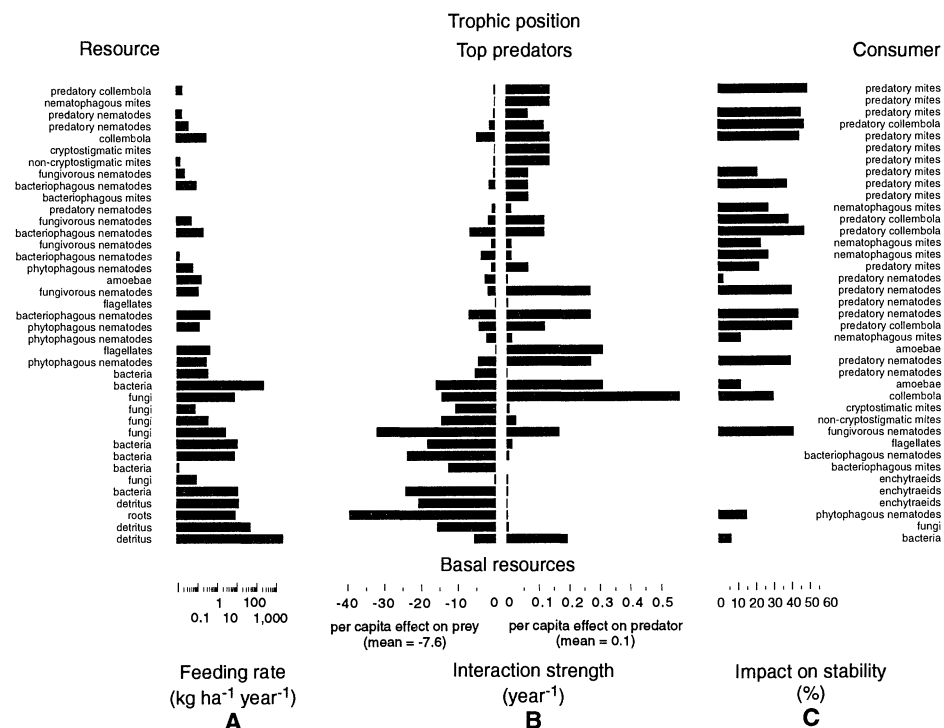 Trophic position
Resource Top predators Consumer
predatory collembola predatory mites
nematophagous mites predatory mites
predatory nematodes predatory mites
predatory nematodes predatory collembola
collembola predatory mites
cryptostigmatic mites predatory mites
non-cryptostigmatic mites predatory mites
fungivorous nematodes predatory mites
bacteriophagous nematodes predatory mites
bacteriophagous mites predatory mites
predatory nematodes nematophagous mites
fungivorous nematodes predatory collembola
bacteriophagous nematodes predatory collembola
fungivorous nematodes nematophagous mites
bacteriophagous nematodes nematophagous mites
phytophagous nematodes predatory mites
amoebae predatory nematodes
fungivorous nematodes predatory nematodes
flagellates predatory nematodes
bacteriophagous nematodes predatory nematodes
phytophagous nematodes predatory collembola
phytophagous nematodes nematophagous mites
flagellates amoebae
phytophagous nematodes predatory nematodes
bacteria predatory nematodes
bacteria amoebae
fungi collembola
fungi cryptostimatic mites
fungi non-cryptostigmatic mites
fungi fungivorous nematodes
bacteria flagellates
bacteria bacteriophagous nematodes
bacteria bacteriophagous mites
fungi enchytraeids
bacteria enchytraeids
detritus enchytraeids
roots phytophagous nematodes
detritus fungi
detritus bacteria
Basal resources
1 100 -40 -30 -20 -10 0 0 0.1 0.2 0.3 0.4 0.5 0 10 20 30 40 50 60
0.1 10 1,000
per capita effect on prey per capita effect on predator
(mean = -7.6) (mean = 0.1)
Feeding rate Interaction strength Impact on stability
(kg ha-1 year-1) (year-1) (%)
A B C